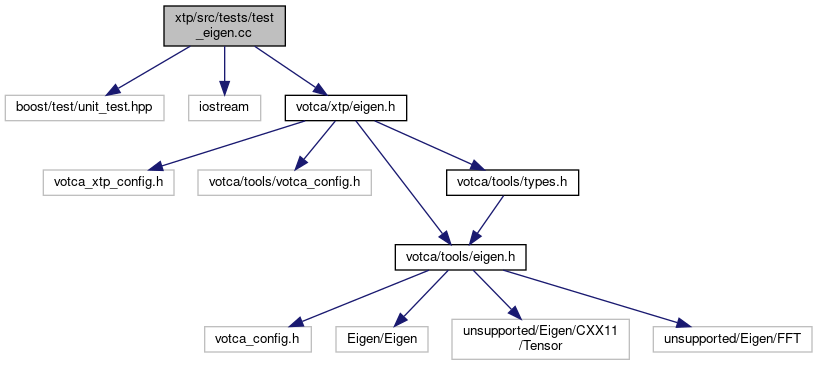 xtp/src/tests/test
_eigen.cc
boost/test/unit_test.hpp
iostream
votca/xtp/eigen.h
votca_xtp_config.h
votca/tools/votca_config.h
votca/tools/types.h
votca/tools/eigen.h
votca_config.h
Eigen/Eigen
unsupported/Eigen/CXX11
/Tensor
unsupported/Eigen/FFT